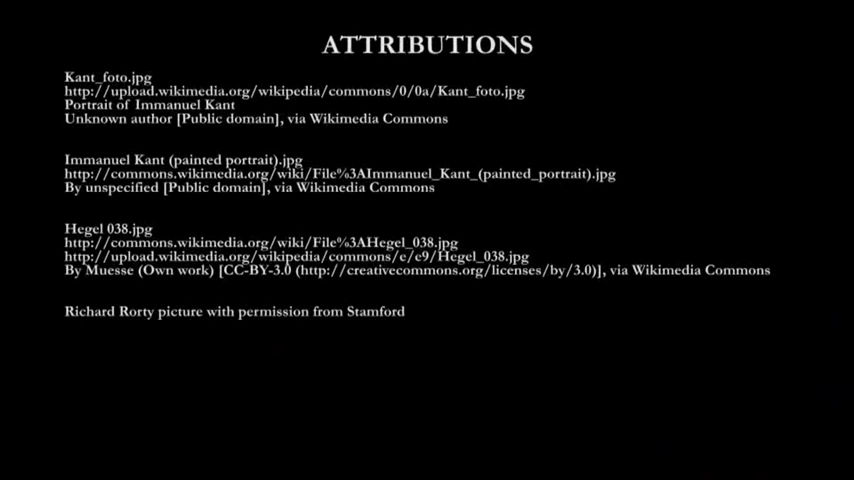 ATTRIBUTIONS
Kant_foto.jpg
http://upload.wikimedia.org/wikipedia/commons/0/0a/Kant_foto.jpg
Portrait of Immanuel Kant
Unknown author [Public domain], via Wikimedia Commons
Immanuel Kant (painted portrait).jpg
http://commons.wikimedia.org/wiki/File%3AImmanuel_Kant_(painted_portrait).jpg
By unspecified [Public domain], via Wikimedia Commons
Hegel 038.jpg
http://commons.wikimedia.org/wiki/File%3AHegel_038.jpg
http://upload.wikimedia.org/wikipedia/commons/e/e9/Hegel_038.jpg
By Muesse (Own work) [CC-BY-3.0 (http://creativecommons.org/licenses/by/3.0)], via Wikimedia Commons
Richard Rorty picture with permission from Stamford